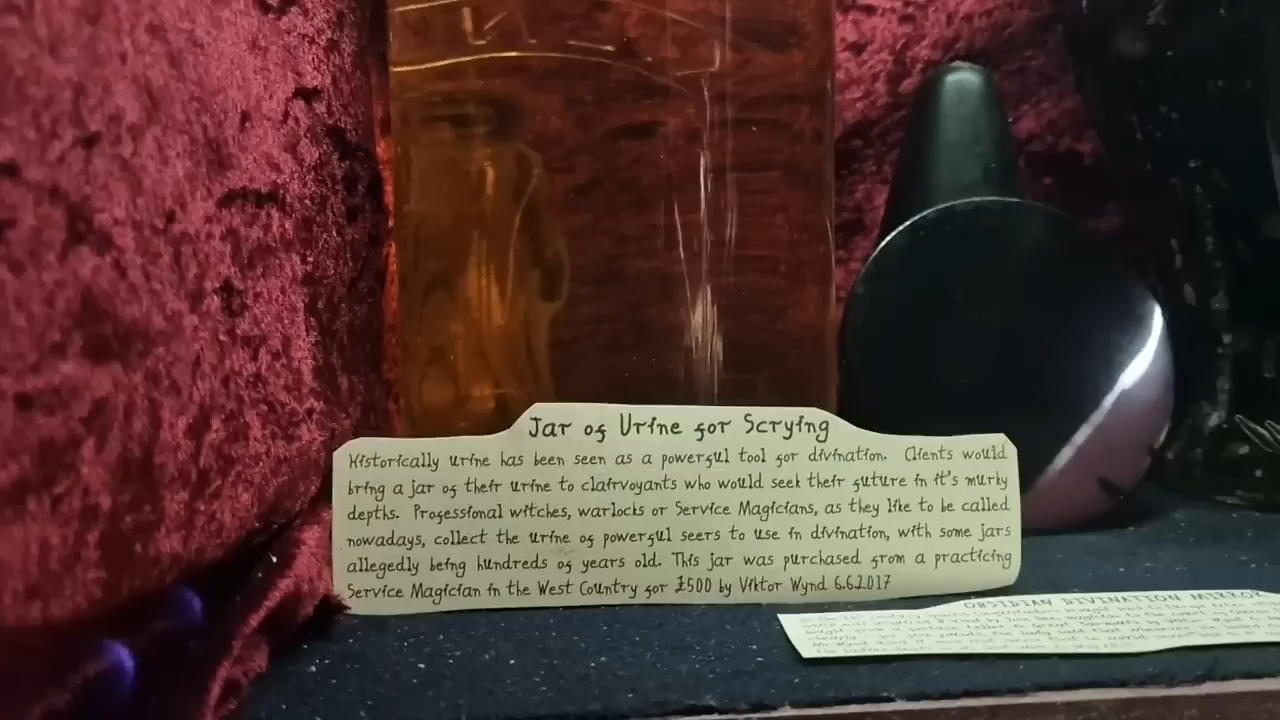 Jar of Urine for Scrying
Historically urine has been seen as a powerful tool for divination. Clients would
bring a jar of their urine to clairvoyants who would seek their future in it's murky
depths. Professional witches, warlocks or Service Magicians, as they like to be called
nowadays, collect the urine of powerful seers to use in divination, with some jars
allegedly being hundreds of years old. This jar was purchased from a practicing
Service Magician in the West Country for £500 by Viktor Wynd 6.6.2017
OBSIDIAN DIVINATION MIRROR